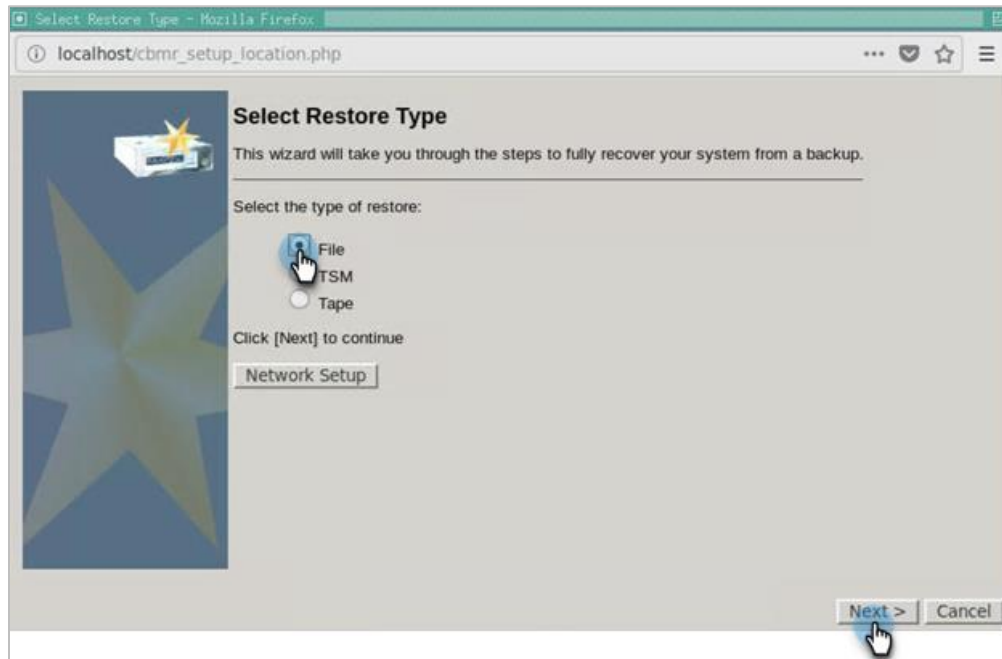 Select Restore Type - Mozilla Firefox
localhost/cbmr_setup_location.php
Select Restore Type
This wizard will take you through the steps to fully recover your system from a backup.
Select the type of restore:
File
TSM
Tape
Click [Next] to continue
Network Setup
Next >
Cancel